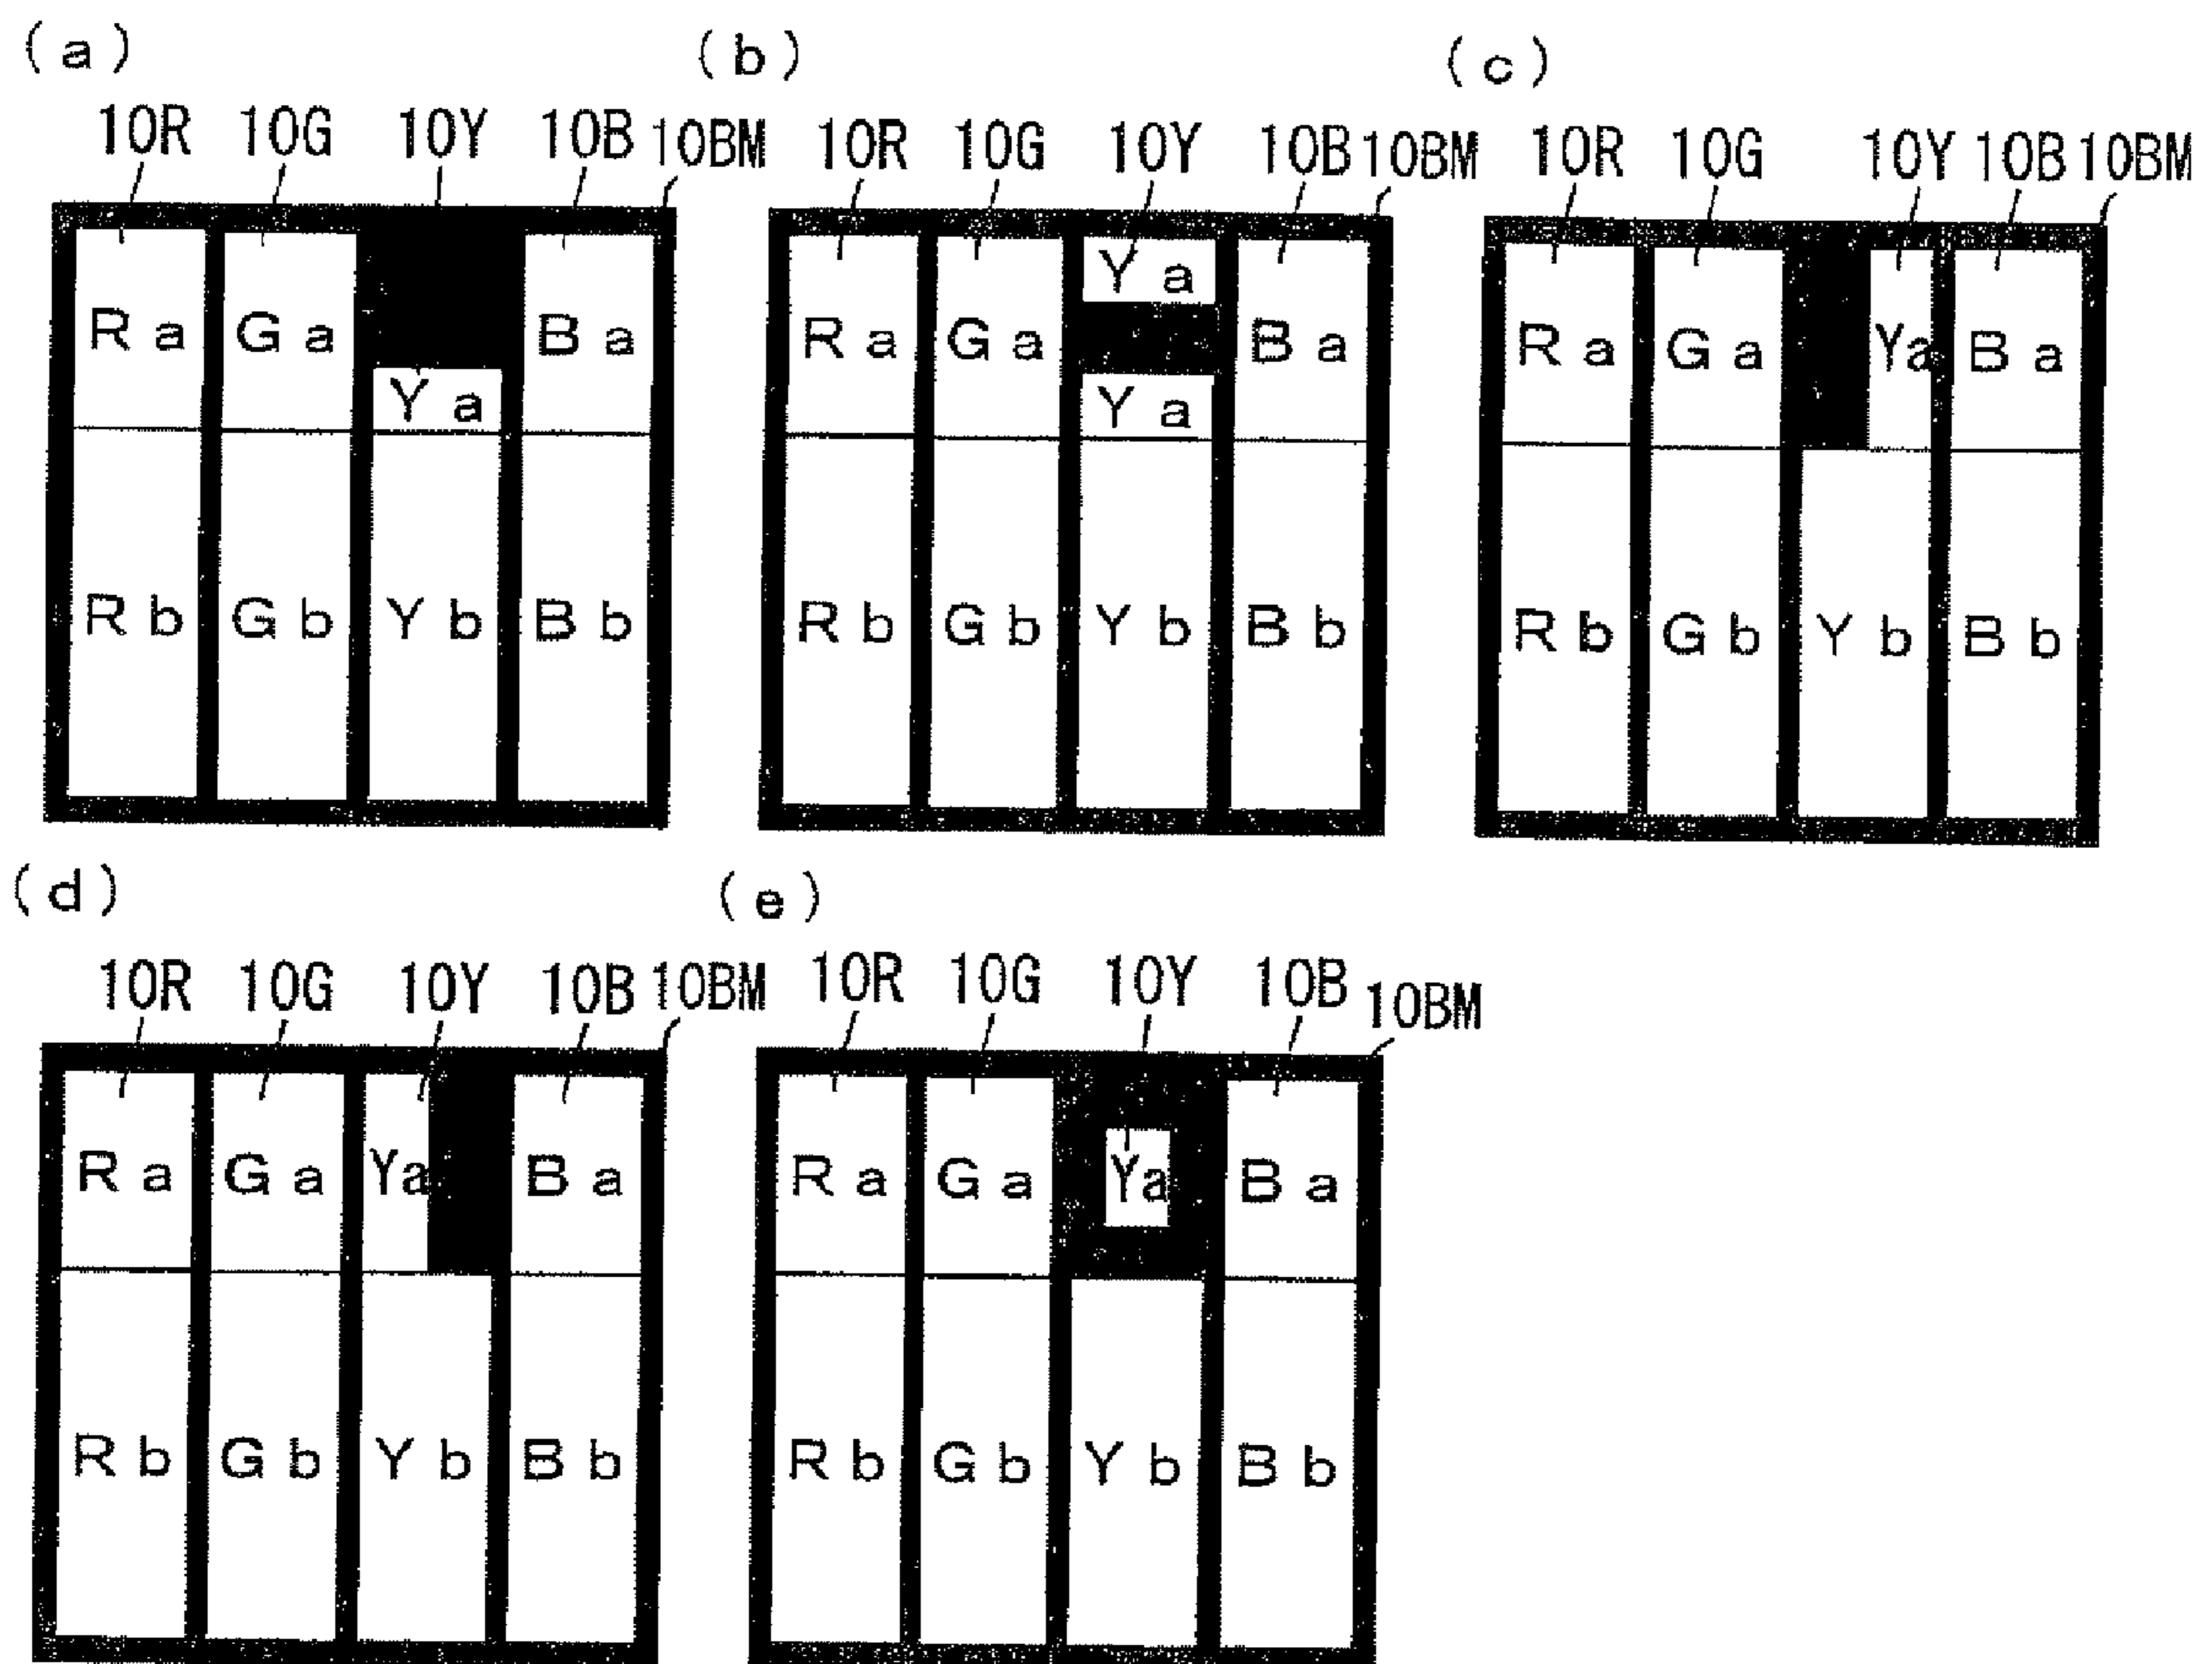 (a) (b) (c)
10R 10G 10Y 10B 10BM 10R 10G 10Y 10B 10BM 10R 10G 10Y 10B 10BM
Ya
Ra Ga Ba Ra Ga Ba Ra Ga Ya Ba
Ya Ya
Rb Gb Yb Bb Rb Gb Yb Bb Rb Gb Yb Bb
(d) (e)
10R 10G 10Y 10B 10BM 10R 10G 10Y 10B 10BM
Ra Ga Ya Ba Ra Ga Ya Ba
Rb Gb Yb Bb Rb Gb Yb Bb